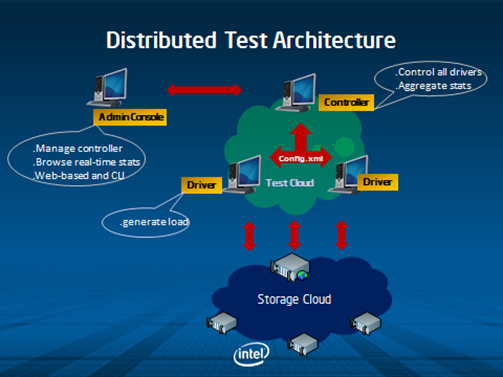 Distributed Test Architecture
.Control all drivers
.Aggregate stats
Controller
Admin Console
.Manage controller
.Browse real-time stats
.Web-based and CLI
Config.xml
Test Cloud
Driver
Driver
.generate load
Storage Cloud
intel